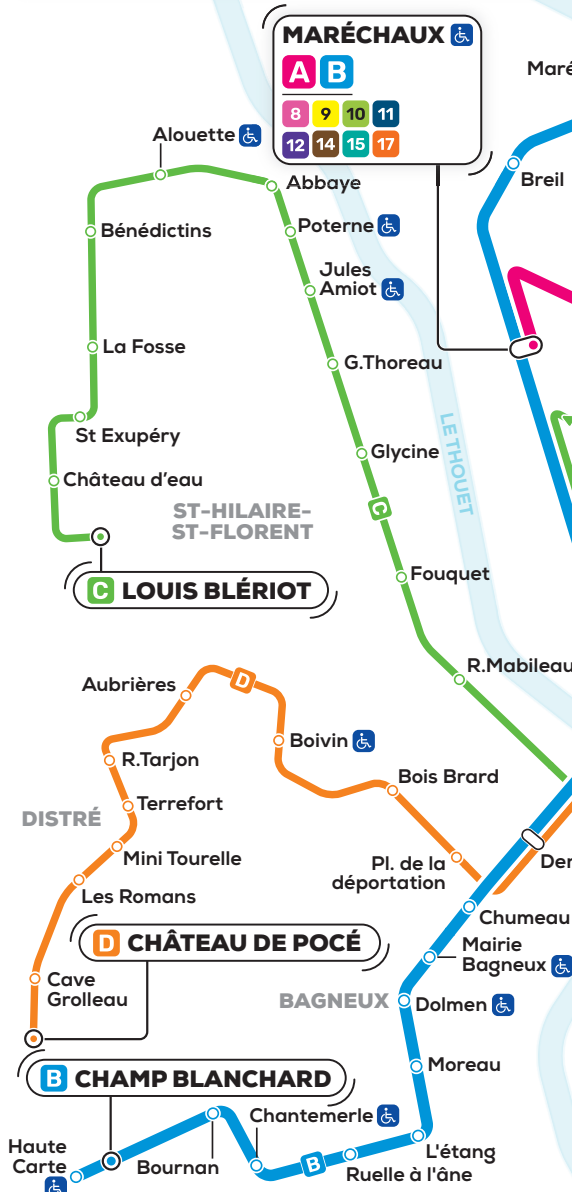 MARÉCHAUX
A B
8 9 10 11
12 14 15 17
Maré
Breil
Alouette
Abbaye
Bénédictins
Poterne
Jules
Amiot
La Fosse
G.Thoreau
St Exupéry
Glycine
LE THOUET
Château d'eau
ST-HILAIRE-
ST-FLORENT
C
Fouquet
C LOUIS BLÉRIOT
R.Mabileau
Aubrières
D
Boivin
R.Tarjon
Bois Brard
Terrefort
DISTRÉ
Mini Tourelle
Pl. de la
déportation
Der
Les Romans
Chumeau
D CHÂTEAU DE POCÉ
Mairie
Bagneux
Cave
Grolleau
BAGNEUX
Dolmen
Moreau
B CHAMP BLANCHARD
Chantemerle
Haute
Carte
Bournan
B
L'étang
Ruelle à l'âne